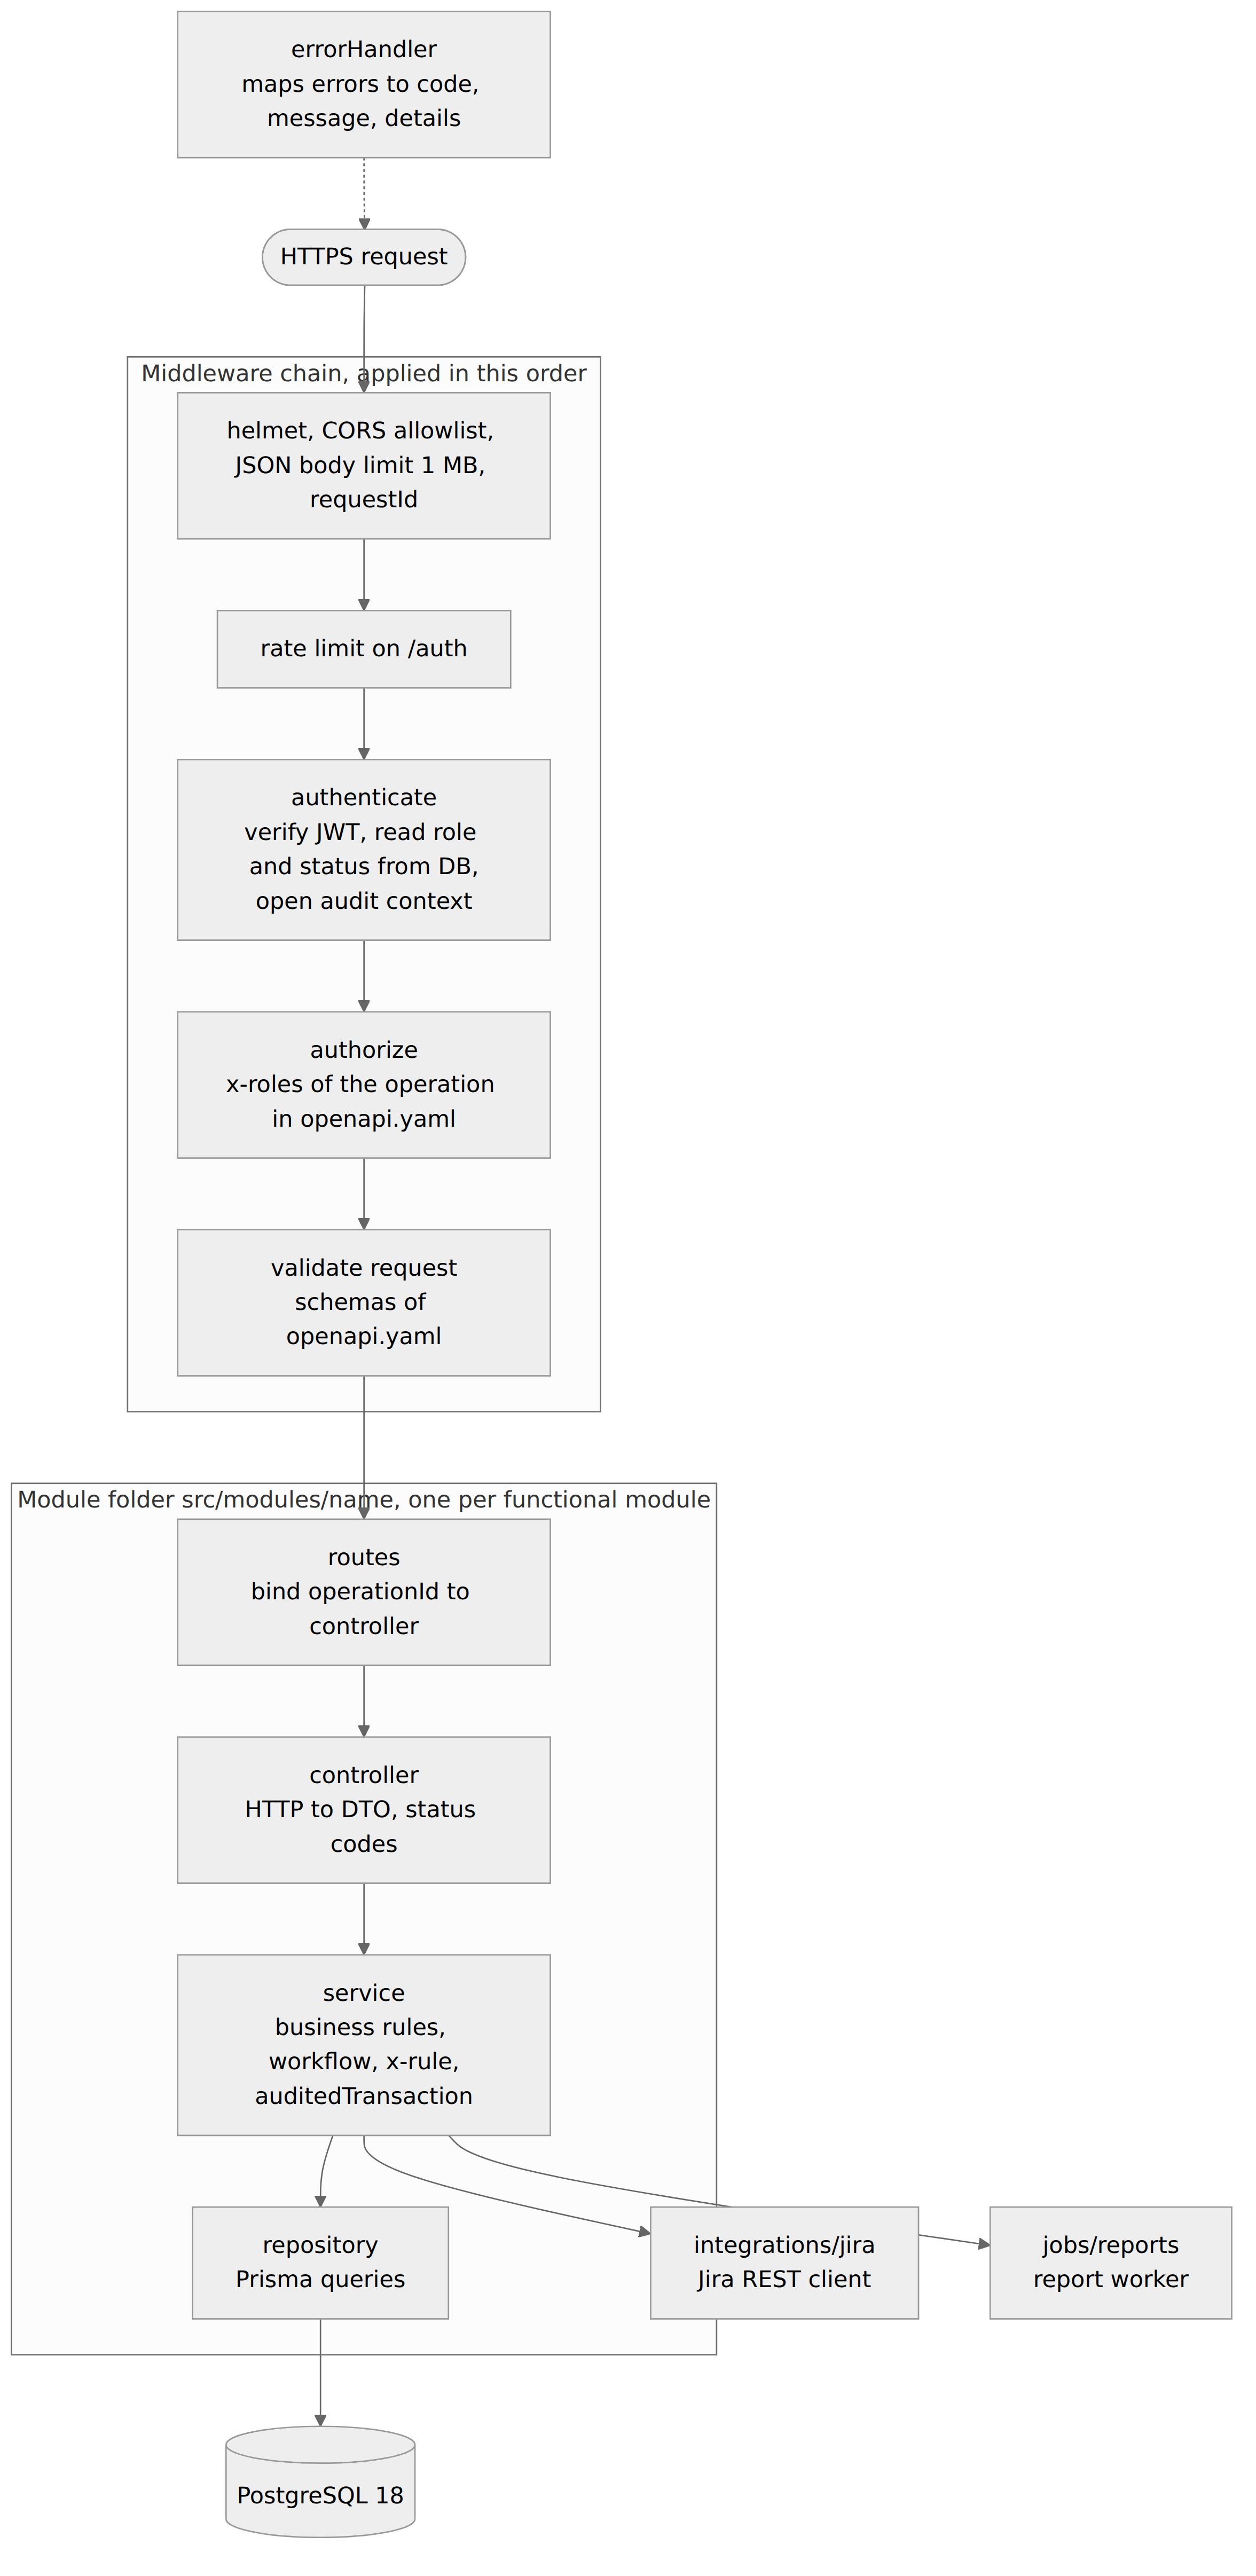 errorHandler
maps errors to code,
message, details
HTTPS request
Middleware chain, applied in this order
helmet, CORS allowlist,
JSON body limit 1 MB,
requestId
rate limit on /auth
authenticate
verify JWT, read role
and status from DB,
open audit context
authorize
x-roles of the operation
in openapi.yaml
validate request
schemas of
openapi.yaml
Module folder src/modules/name, one per functional module
routes
bind operationId to
controller
controller
HTTP to DTO, status
codes
service
business rules,
workflow, x-rule,
auditedTransaction
repository
Prisma queries
integrations/jira
Jira REST client
jobs/reports
report worker
PostgreSQL 18